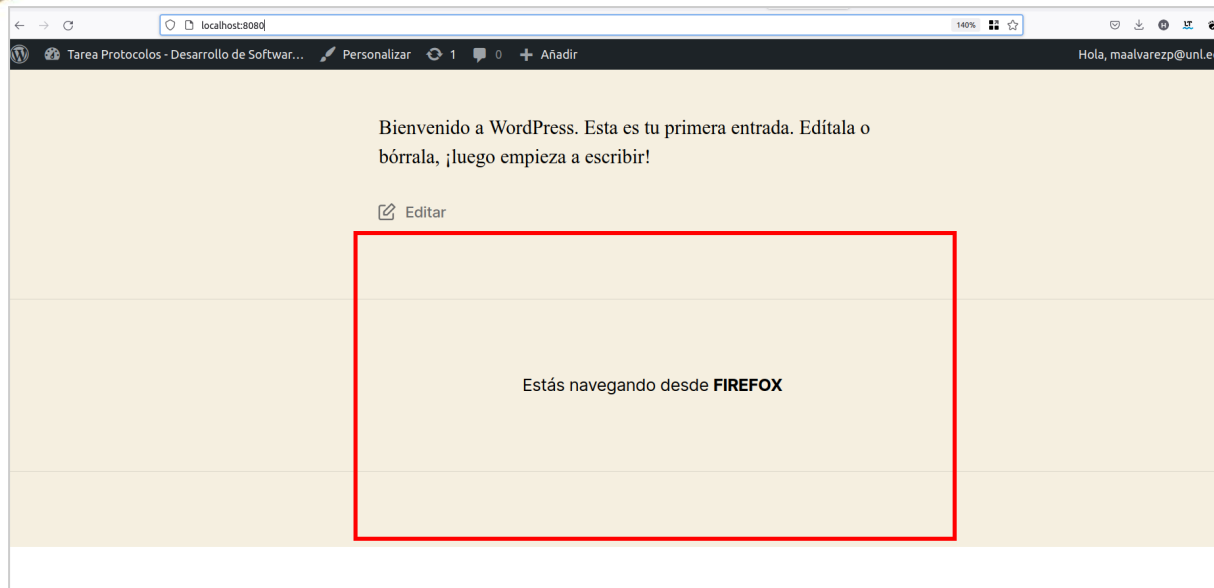 localhost:8080
140%
Tarea Protocolos - Desarrollo de Softwar...
Personalizar
1
0
Añadir
Hola, maalvarezp@unl.e
Bienvenido a WordPress. Esta es tu primera entrada. Edítala o
bórrala, ¡luego empieza a escribir!
Editar
Estás navegando desde FIREFOX